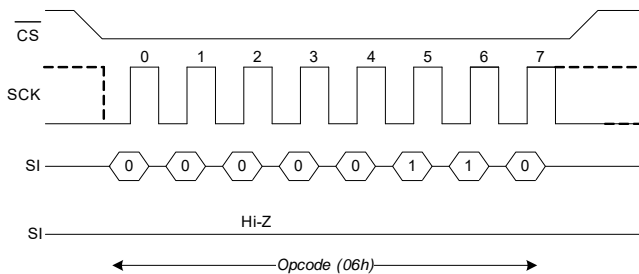 CS
0 1 2 3 4 5 6 7
SCK
SI 0 0 0 0 0 1 1 0
Hi-Z
SI
Opcode (06h)